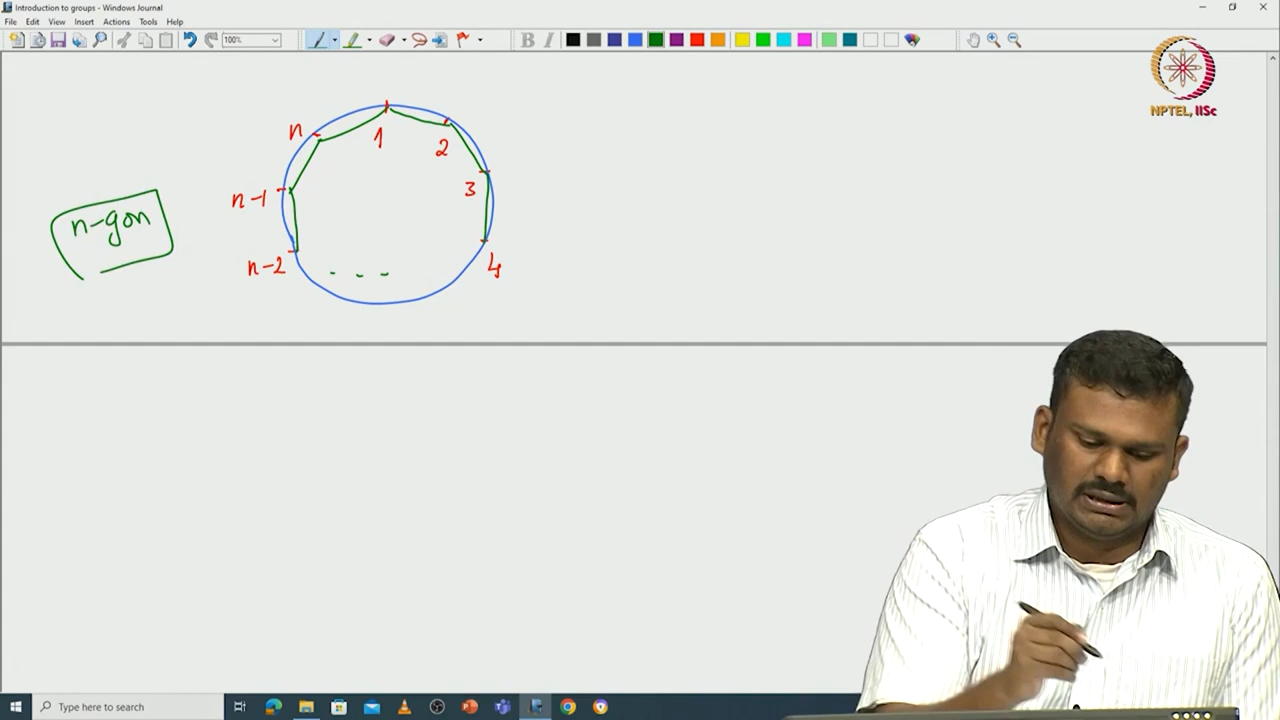 Introduction to groups - Windows Journal
File Edit View Insert Actions Tools Help
100%
B I
NPTEL, IISc
n
1
2
n-1
3
n-gon
n-2
. . .
4
Type here to search